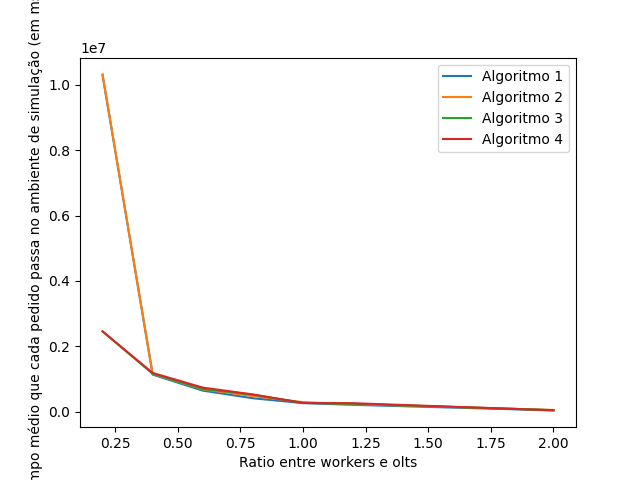 1e7
Algoritmo 1
Algoritmo 2
Algoritmo 3
Algoritmo 4
1.0
0.8
0.6
0.4
0.2
0.0
médio que cada pedido passa no ambiente de simulação (em
0.25 0.50 0.75 1.00 1.25 1.50 1.75 2.00
Ratio entre workers e olts